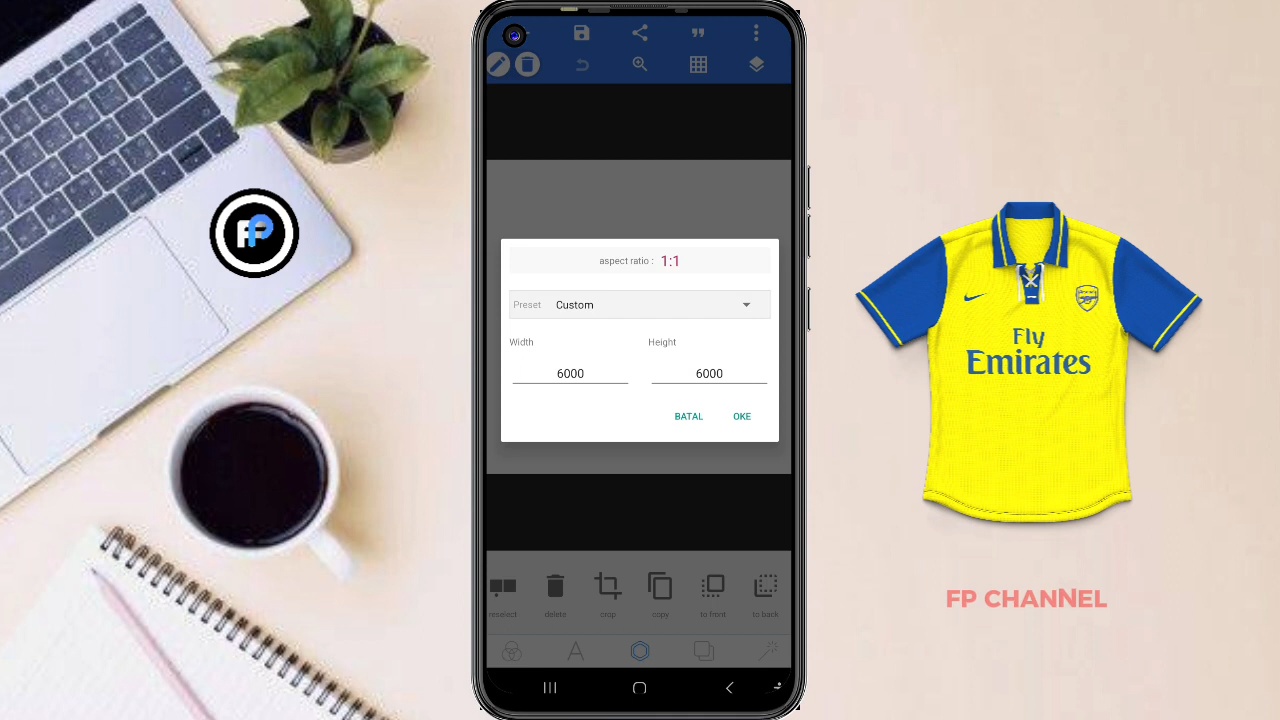 aspect ratio : 1:1
Preset Custom
Width Height
6000 6000
BATAL OKE
reselect delete crop copy to front to back
FP
Fly
Emirates
FP CHANNEL